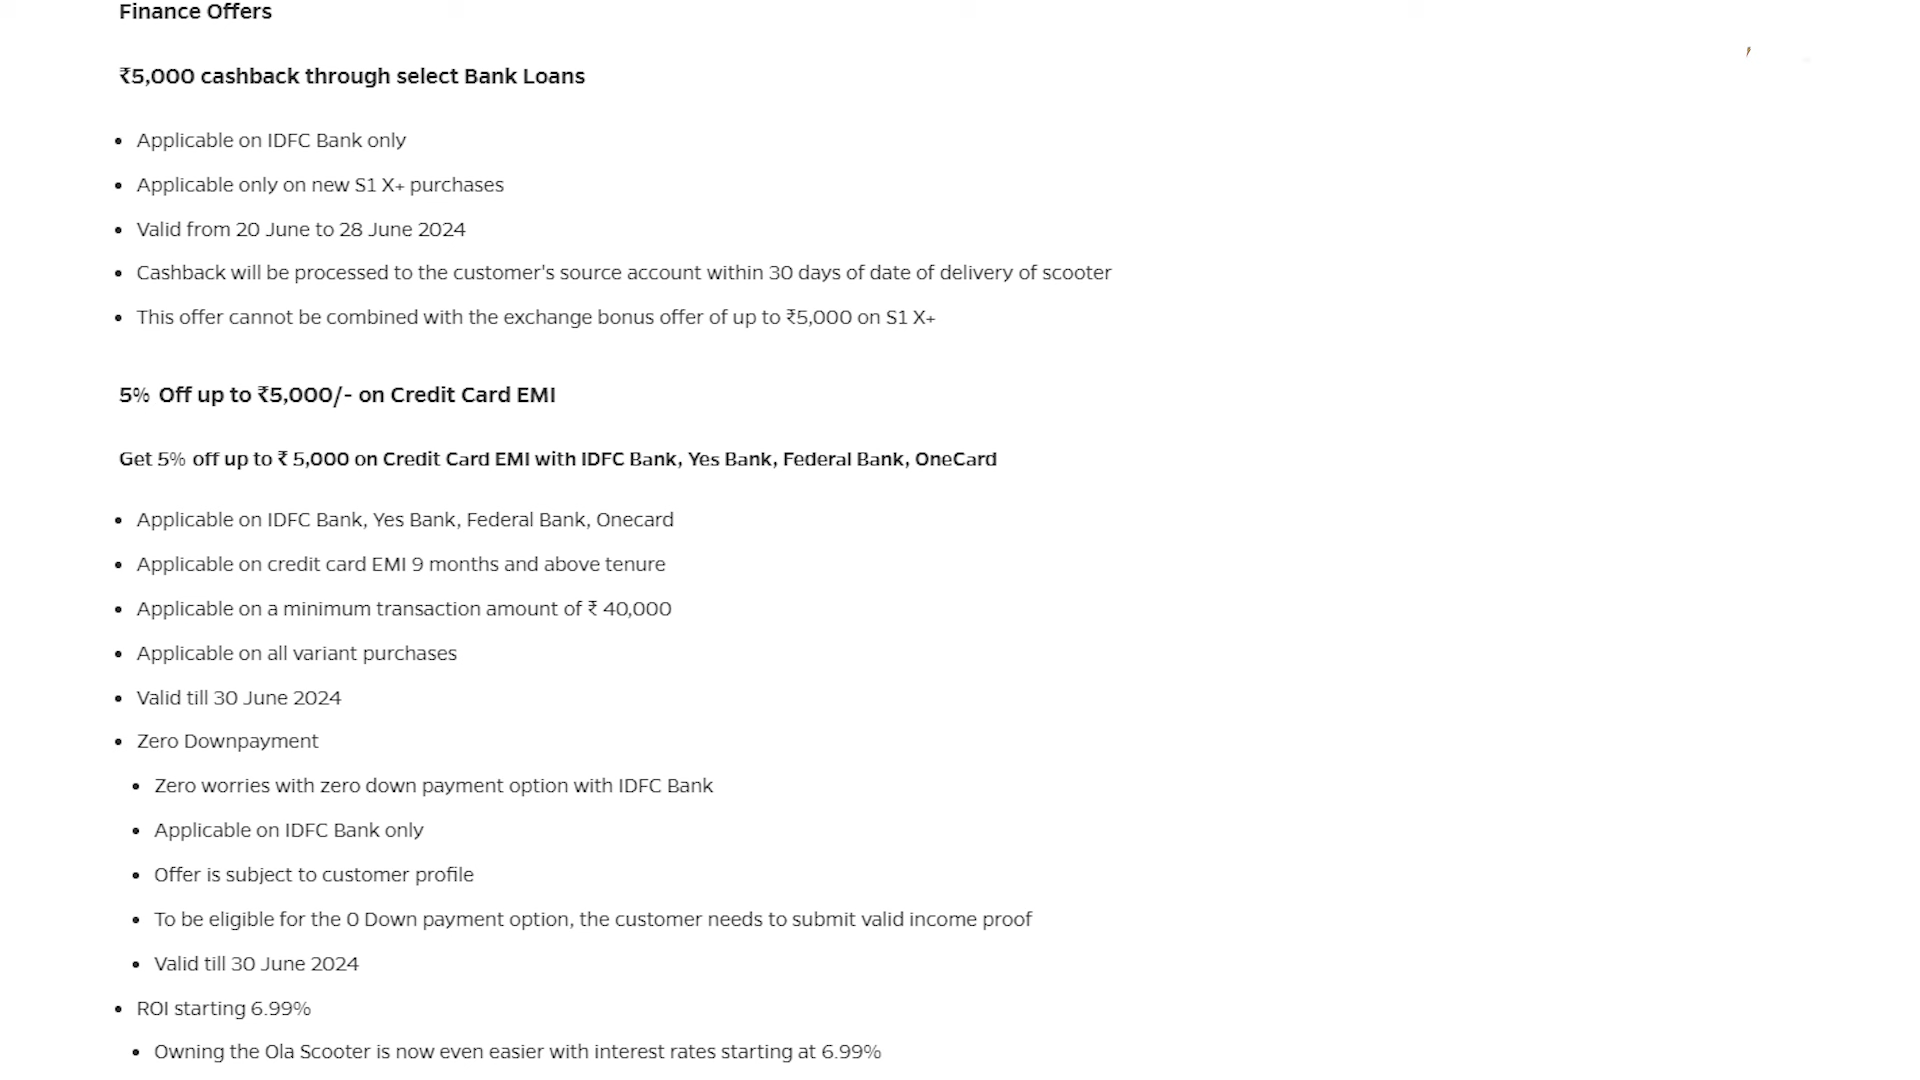 Finance Offers
₹5,000 cashback through select Bank Loans
• Applicable on IDFC Bank only
• Applicable only on new S1 X+ purchases
• Valid from 20 June to 28 June 2024
• Cashback will be processed to the customer's source account within 30 days of date of delivery of scooter
• This offer cannot be combined with the exchange bonus offer of up to ₹5,000 on S1 X+
5% Off up to ₹5,000/- on Credit Card EMI
Get 5% off up to ₹ 5,000 on Credit Card EMI with IDFC Bank, Yes Bank, Federal Bank, OneCard
• Applicable on IDFC Bank, Yes Bank, Federal Bank, Onecard
• Applicable on credit card EMI 9 months and above tenure
• Applicable on a minimum transaction amount of ₹ 40,000
• Applicable on all variant purchases
• Valid till 30 June 2024
• Zero Downpayment
• Zero worries with zero down payment option with IDFC Bank
• Applicable on IDFC Bank only
• Offer is subject to customer profile
• To be eligible for the 0 Down payment option, the customer needs to submit valid income proof
• Valid till 30 June 2024
• ROI starting 6.99%
• Owning the Ola Scooter is now even easier with interest rates starting at 6.99%